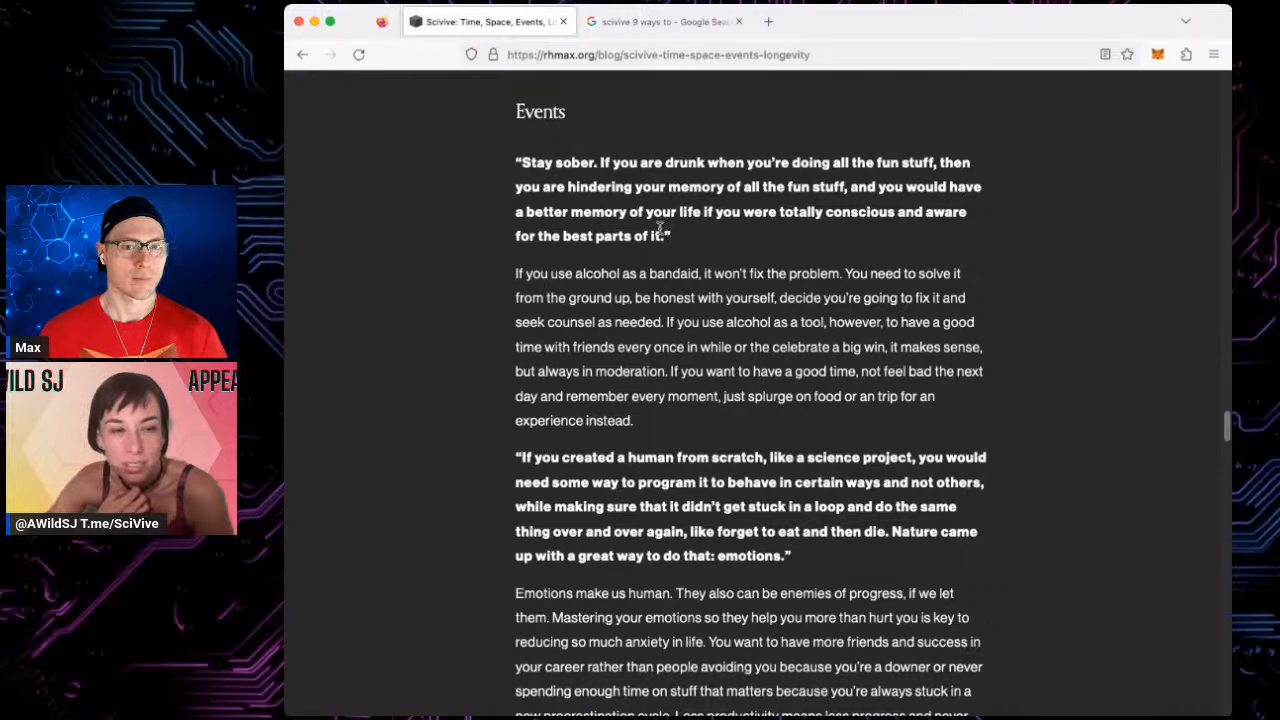 Scivive: Time, Space, Events, Lo
scivive 9 ways to - Google Sea
https://rhmax.org/blog/scivive-time-space-events-longevity
Events
“Stay sober. If you are drunk when you’re doing all the fun stuff, then
you are hindering your memory of all the fun stuff, and you would have
a better memory of your life if you were totally conscious and aware
for the best parts of it.”
If you use alcohol as a bandaid, it won’t fix the problem. You need to solve it
from the ground up, be honest with yourself, decide you’re going to fix it and
seek counsel as needed. If you use alcohol as a tool, however, to have a good
time with friends every once in while or the celebrate a big win, it makes sense,
but always in moderation. If you want to have a good time, not feel bad the next
day and remember every moment, just splurge on food or an trip for an
experience instead.
“If you created a human from scratch, like a science project, you would
need some way to program it to behave in certain ways and not others,
while making sure that it didn’t get stuck in a loop and do the same
thing over and over again, like forget to eat and then die. Nature came
up with a great way to do that: emotions.”
Emotions make us human. They also can be enemies of progress, if we let
them. Mastering your emotions so they help you more than hurt you is key to
reducing so much anxiety in life. You want to have more friends and success in
your career rather than people avoiding you because you’re a downer or never
spending enough time on stuff that matters because you’re always stuck in a
new procrastination cycle. Less productivity means less progress and never
Max
WILD SJ
APPEA
@AWildSJ T.me/SciVive